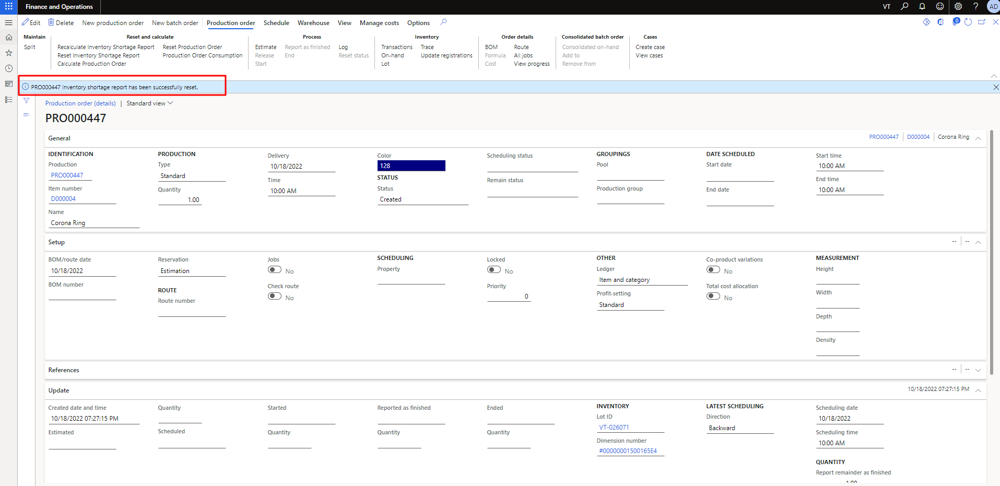 Finance and Operations
VT
AD
Edit
Delete
New production order
New batch order
Production order
Schedule
Warehouse
View
Manage costs
Options
0
Maintain
Split
Reset and calculate
Recalculate Inventory Shortage Report
Reset Production Order
Reset Inventory Shortage Report
Production Order Consumption
Calculate Production Order
Process
Estimate
Report as finished
Log
Release
End
Reset status
Start
Inventory
Transactions
Trace
On-hand
Update registrations
Lot
Order details
BOM
Route
Formula
All jobs
Cost
View progress
Consolidated batch order
Consolidated on-hand
Add to
Remove from
Cases
Create case
View cases
PRO000447 inventory shortage report has been successfully reset.
Production order (details) | Standard view
PRO000447
General
PRO000447
D000004
Corona Ring
IDENTIFICATION
Production
PRO000447
Item number
D000004
Name
Corona Ring
PRODUCTION
Type
Standard
Quantity
1.00
Delivery
10/18/2022
Time
10:00 AM
Color
128
STATUS
Status
Created
Scheduling status
Remain status
GROUPINGS
Pool
Production group
DATE SCHEDULED
Start date
End date
Start time
10:00 AM
End time
10:00 AM
Setup
-- --
BOM/route date
10/18/2022
BOM number
Reservation
Estimation
ROUTE
Route number
Jobs
No
Check route
No
SCHEDULING
Property
Locked
No
Priority
0
OTHER
Ledger
Item and category
Profit-setting
Standard
Co-product variations
No
Total cost allocation
No
MEASUREMENT
Height
Width
Depth
Density
References
-- --
Update
10/18/2022 07:27:15 PM
Created date and time
10/18/2022 07:27:15 PM
Estimated
Quantity
Scheduled
Started
Quantity
Reported as finished
Quantity
Ended
Quantity
INVENTORY
Lot ID
VT-026071
Dimension number
#00000001500165E4
LATEST SCHEDULING
Direction
Backward
Scheduling date
10/18/2022
Scheduling time
10:00 AM
QUANTITY
Report remainder as finished
1.00